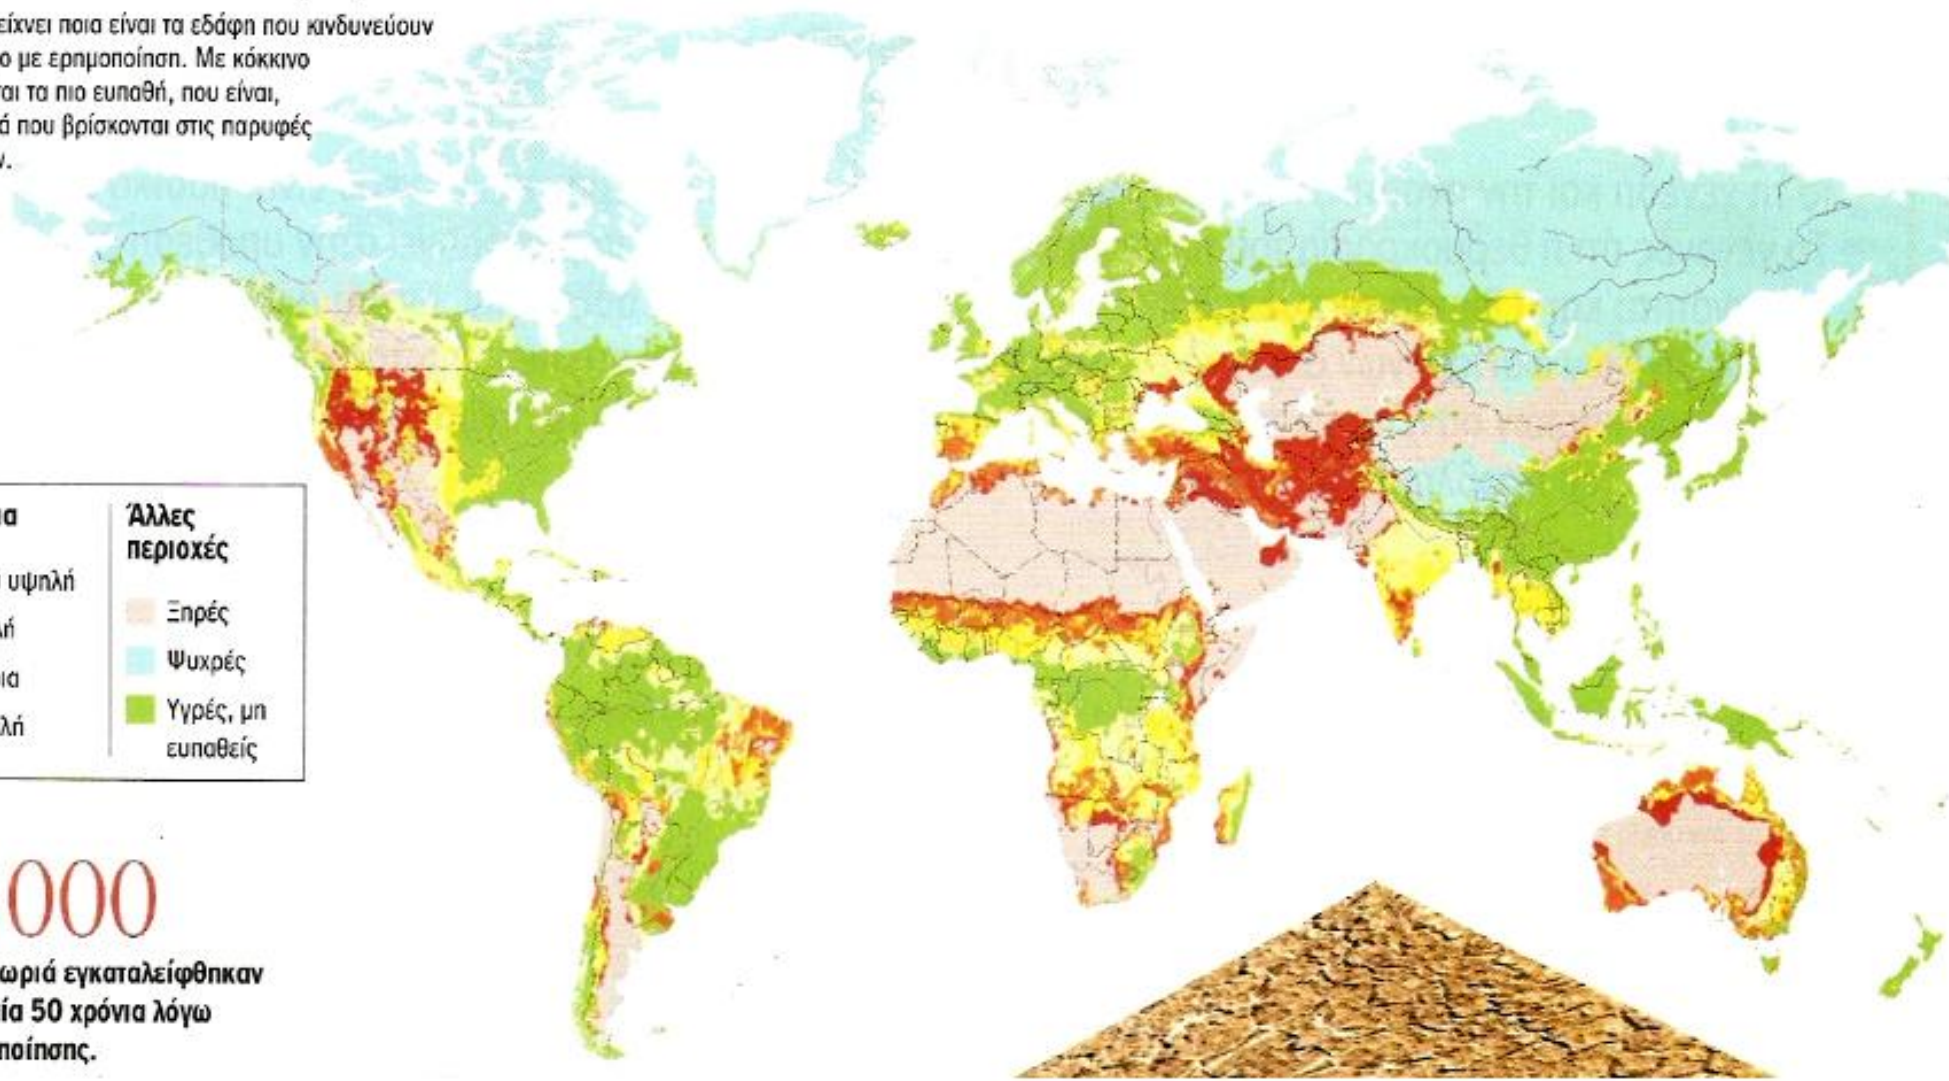 είχνει ποια είναι τα εδάφη που κινδυνεύουν
ο με ερημοποίηση. Με κόκκινο
αι τα πιο ευπαθή, που είναι,
ά που βρίσκονται στις παρυφές
ν.
ια
υψηλή
λή
ια
λή
Άλλες
περιοχές
Ξηρές
Ψυχρές
Υγρές, μη
ευπαθείς
000
ωριά εγκαταλείφθηκαν
ία 50 χρόνια λόγω
ποίησης.